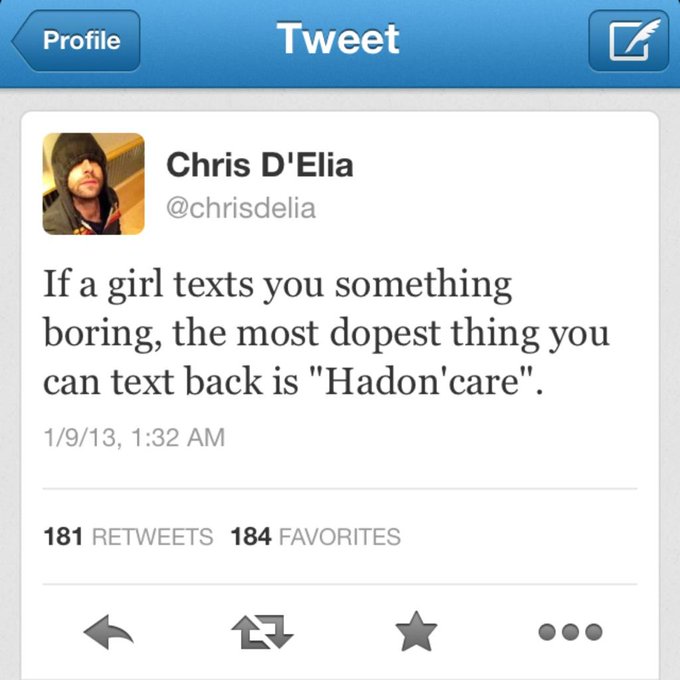 Profile
Tweet
Chris D'Elia
@chrisdelia
If a girl texts you something
boring, the most dopest thing you
can text back is "Hadon'care".
1/9/13, 1:32 AM
181 RETWEETS 184 FAVORITES